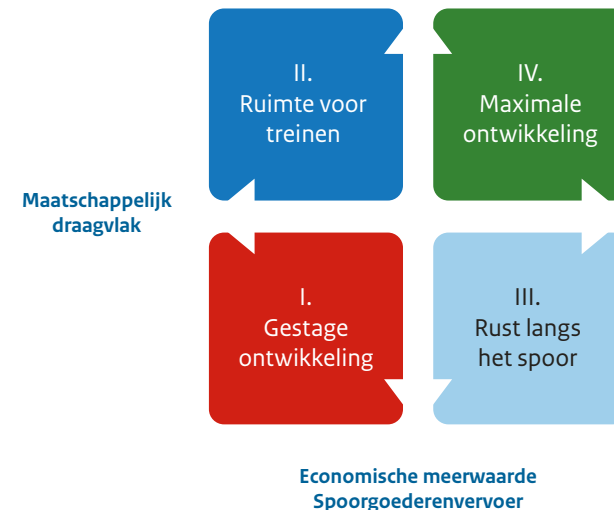 II.
Ruimte voor
treinen
IV.
Maximale
ontwikkeling
Maatschappelijk
draagvlak
I.
Gestage
ontwikkeling
III.
Rust langs
het spoor
Economische meerwaarde
Spoorgoederenvervoer